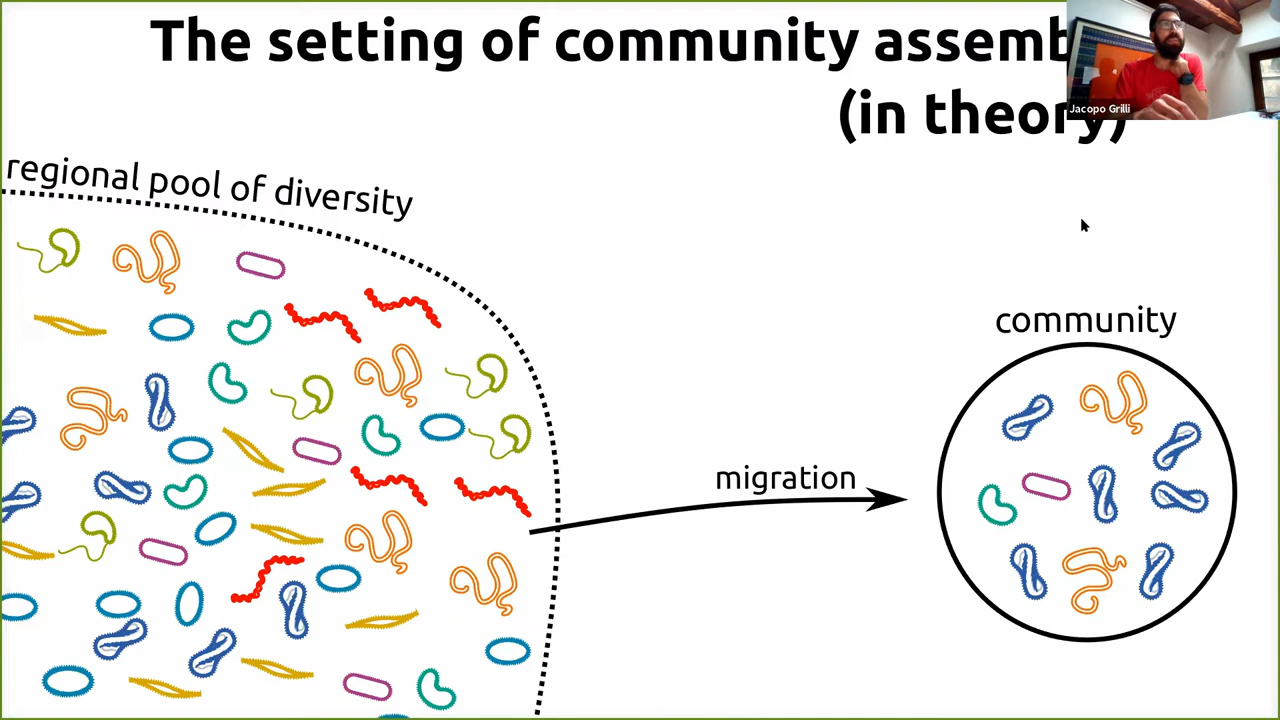 The setting of community assemb
(in theory)
Jacopo Grilli
regional pool of diversity
community
migration